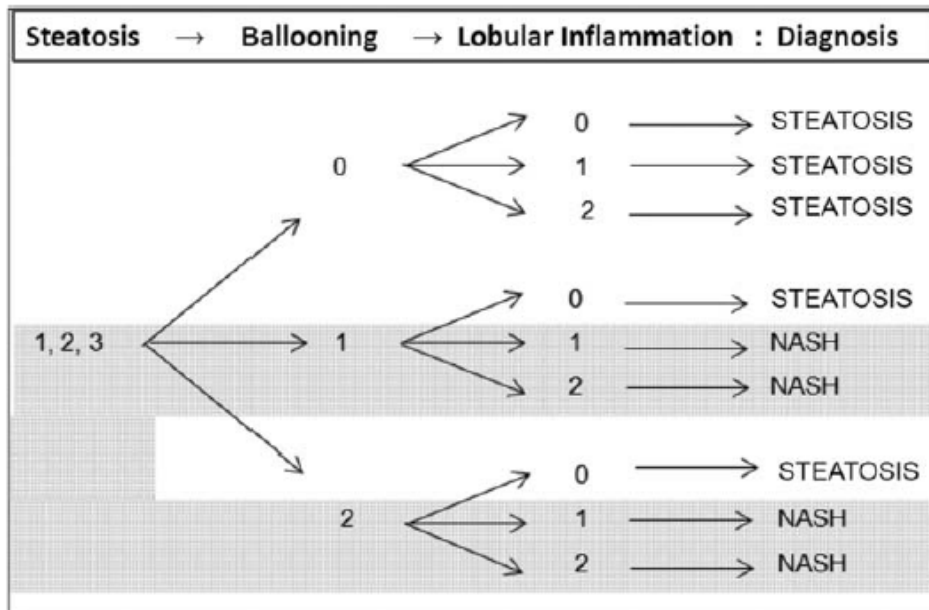 Steatosis → Ballooning → Lobular Inflammation : Diagnosis
0 STEATOSIS
0 1 STEATOSIS
2 STEATOSIS
0 STEATOSIS
1, 2, 3 1 1 NASH
2 NASH
0 STEATOSIS
2 1 NASH
2 NASH